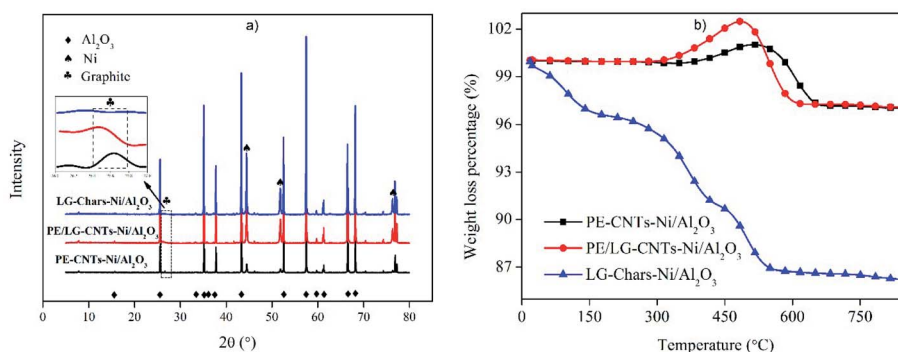 a)
♦ Al₂O₃
♠ Ni
♣ Graphite
♣
♠
♠
♠
♣
LG-Chars-Ni/Al₂O₃
PE/LG-CNTs-Ni/Al₂O₃
PE-CNTs-Ni/Al₂O₃
Intensity
0 10 20 30 40 50 60 70 80
2θ (°)
b)
102
99
96
93
90
87
Weight loss percentage (%)
PE-CNTs-Ni/Al₂O₃
PE/LG-CNTs-Ni/Al₂O₃
LG-Chars-Ni/Al₂O₃
0 150 300 450 600 750
Temperature (°C)